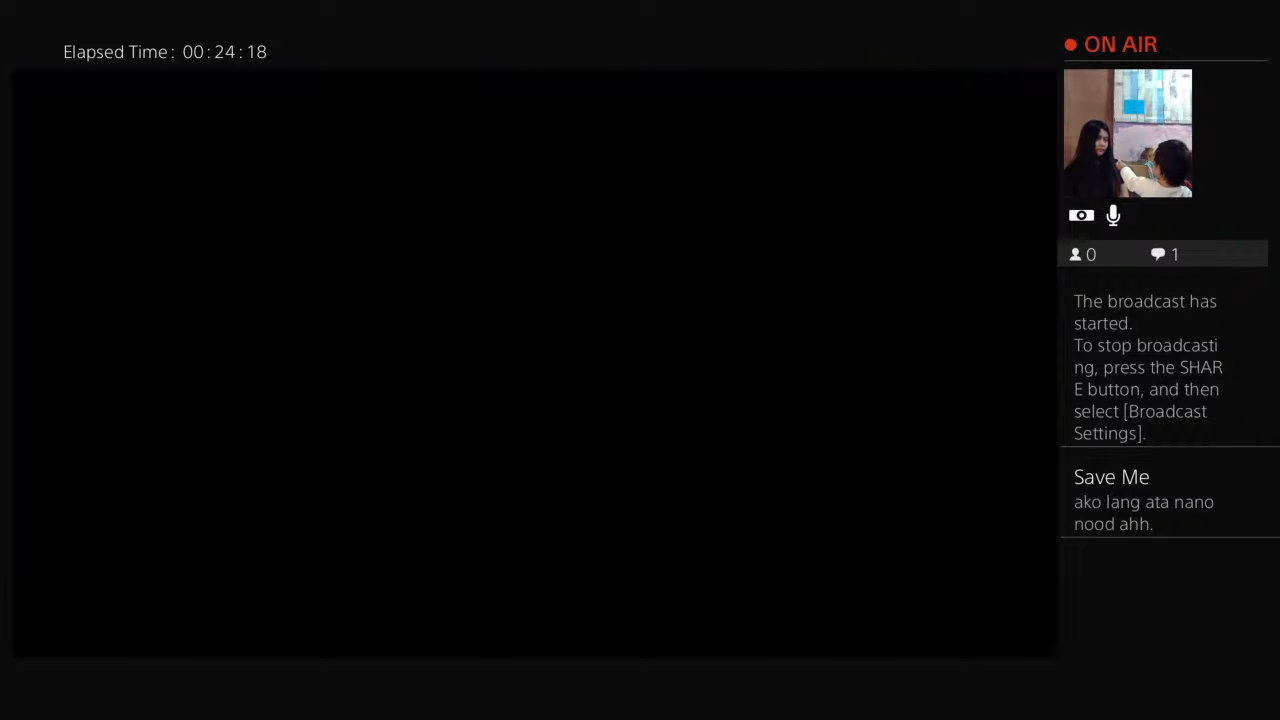 Elapsed Time: 00:24:18
ON AIR
0 1
The broadcast has
started.
To stop broadcasti
ng, press the SHAR
E button, and then
select [Broadcast
Settings].
Save Me
ako lang ata nano
nood ahh.